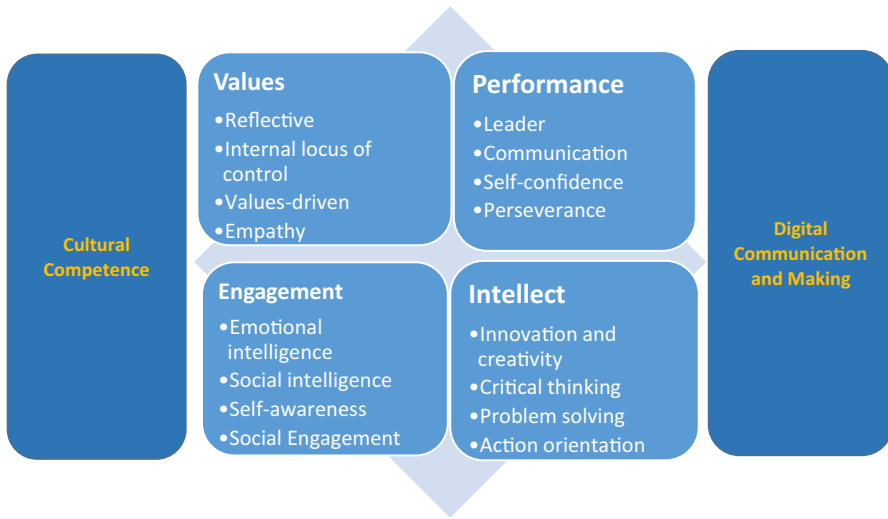 Cultural
Competence
Values
•Reflective
•Internal locus of
control
•Values-driven
•Empathy
Performance
•Leader
•Communication
•Self-confidence
•Perseverance
Engagement
•Emotional
intelligence
•Social intelligence
•Self-awareness
•Social Engagement
Intellect
•Innovation and
creativity
•Critical thinking
•Problem solving
•Action orientation
Digital
Communication
and Making